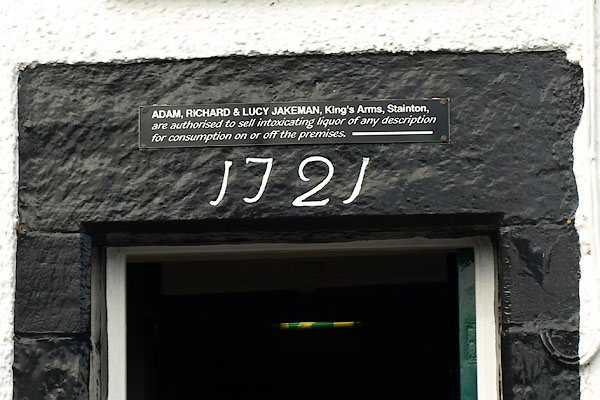 ADAM, RICHARD & LUCY JAKEMAN, King's Arms, Stainton,
are authorised to sell intoxicating liquor of any description
for consumption on or off the premises.
1721